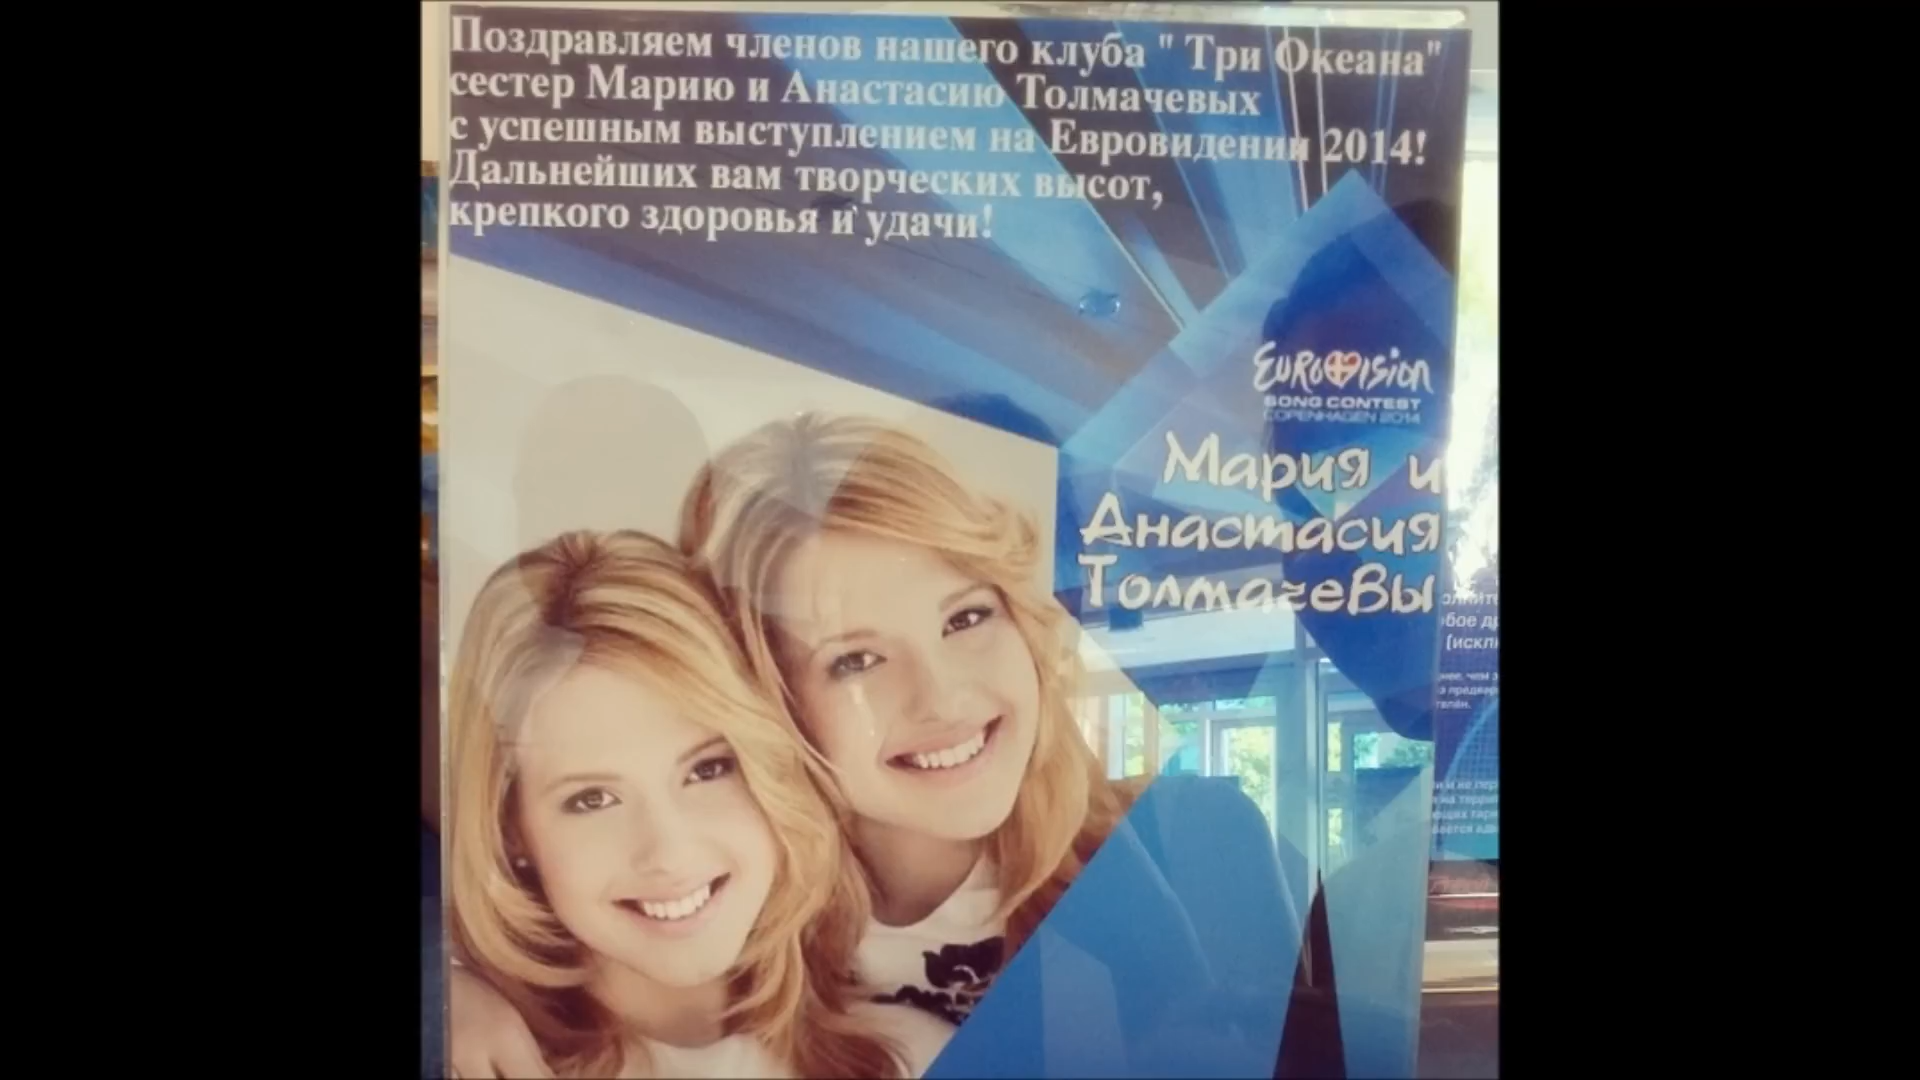 Поздравляем членов нашего клуба " Три Океана"
сестер Марию и Анастасию Толмачевых
с успешным выступлением на Евровидении 2014!
Дальнейших вам творческих высот,
крепкого здоровья и удачи!
EUROVISION
SONG CONTEST
COPENHAGEN 2014
Мария и
Анастасия
Толмачевы